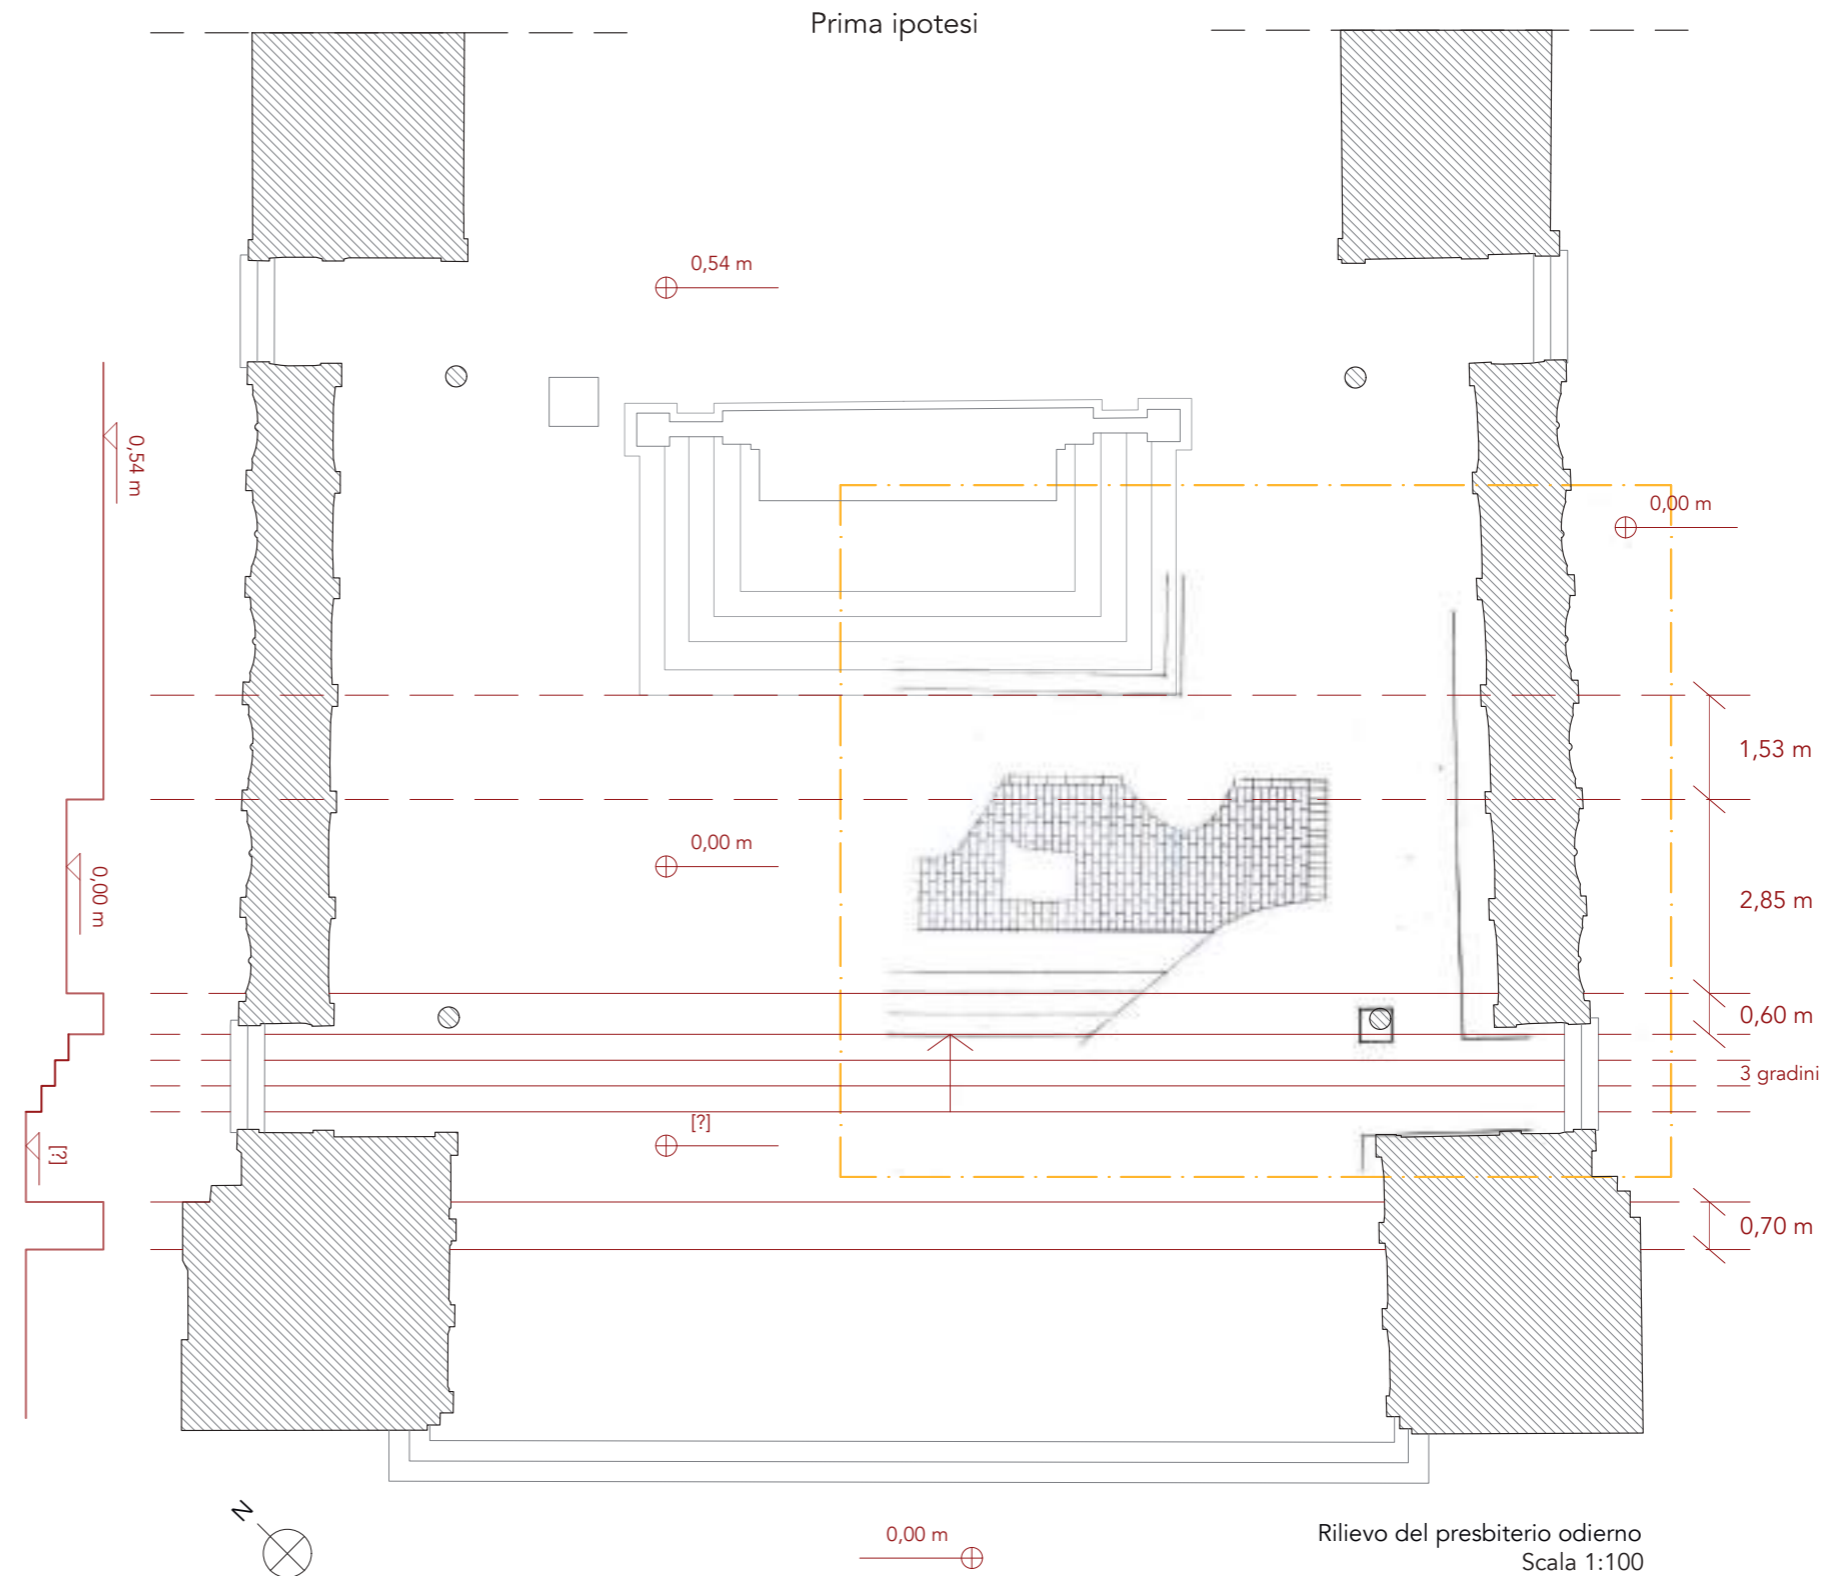 Prima ipotesi
0,54 m
0,54 m
0,00 m
1,53 m
0,00 m
0,00 m
2,85 m
0,60 m
3 gradini
[?]
[?]
0,70 m
N
0,00 m
Rilievo del presbiterio odierno
Scala 1:100